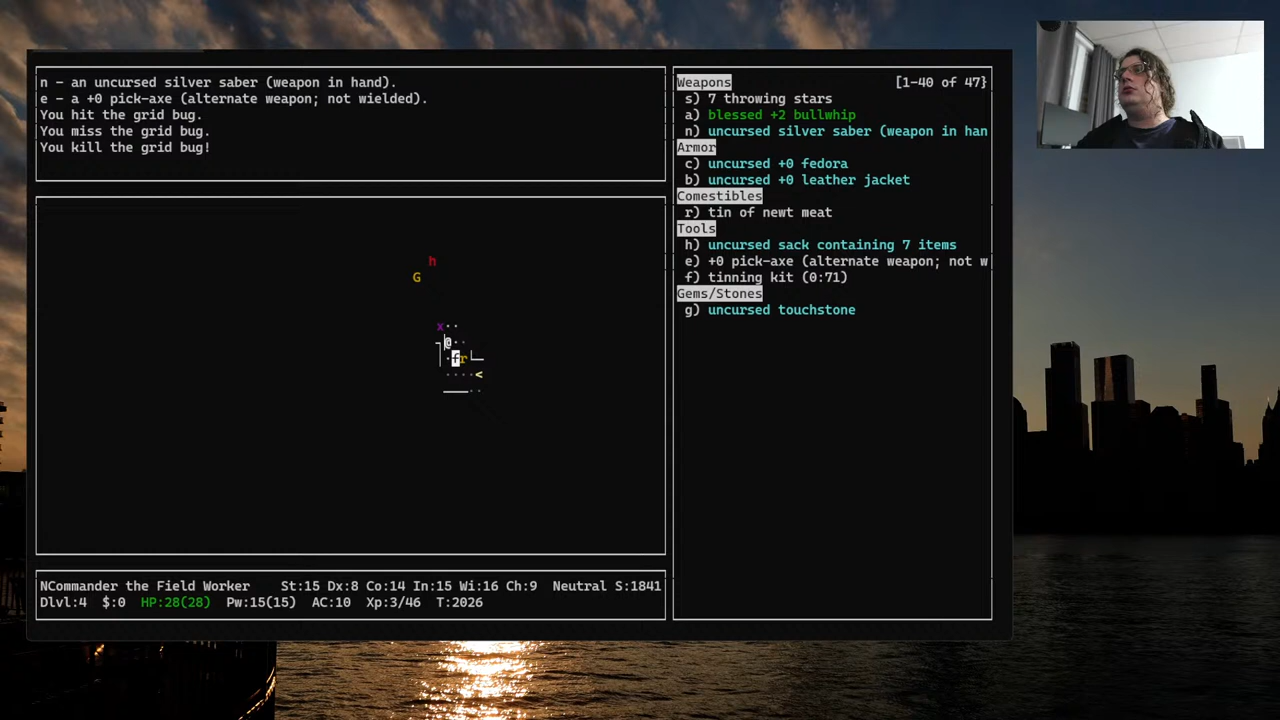 n - an uncursed silver saber (weapon in hand).
e - a +0 pick-axe (alternate weapon; not wielded).
You hit the grid bug.
You miss the grid bug.
You kill the grid bug!
h
G
x··
@··
·fr
····<
··
NCommander the Field Worker St:15 Dx:8 Co:14 In:15 Wi:16 Ch:9 Neutral S:1841
Dlvl:4 $:0 HP:28(28) Pw:15(15) AC:10 Xp:3/46 T:2026
Weapons [1-40 of 47}
s) 7 throwing stars
a) blessed +2 bullwhip
n) uncursed silver saber (weapon in han
Armor
c) uncursed +0 fedora
b) uncursed +0 leather jacket
Comestibles
r) tin of newt meat
Tools
h) uncursed sack containing 7 items
e) +0 pick-axe (alternate weapon; not w
f) tinning kit (0:71)
Gems/Stones
g) uncursed touchstone